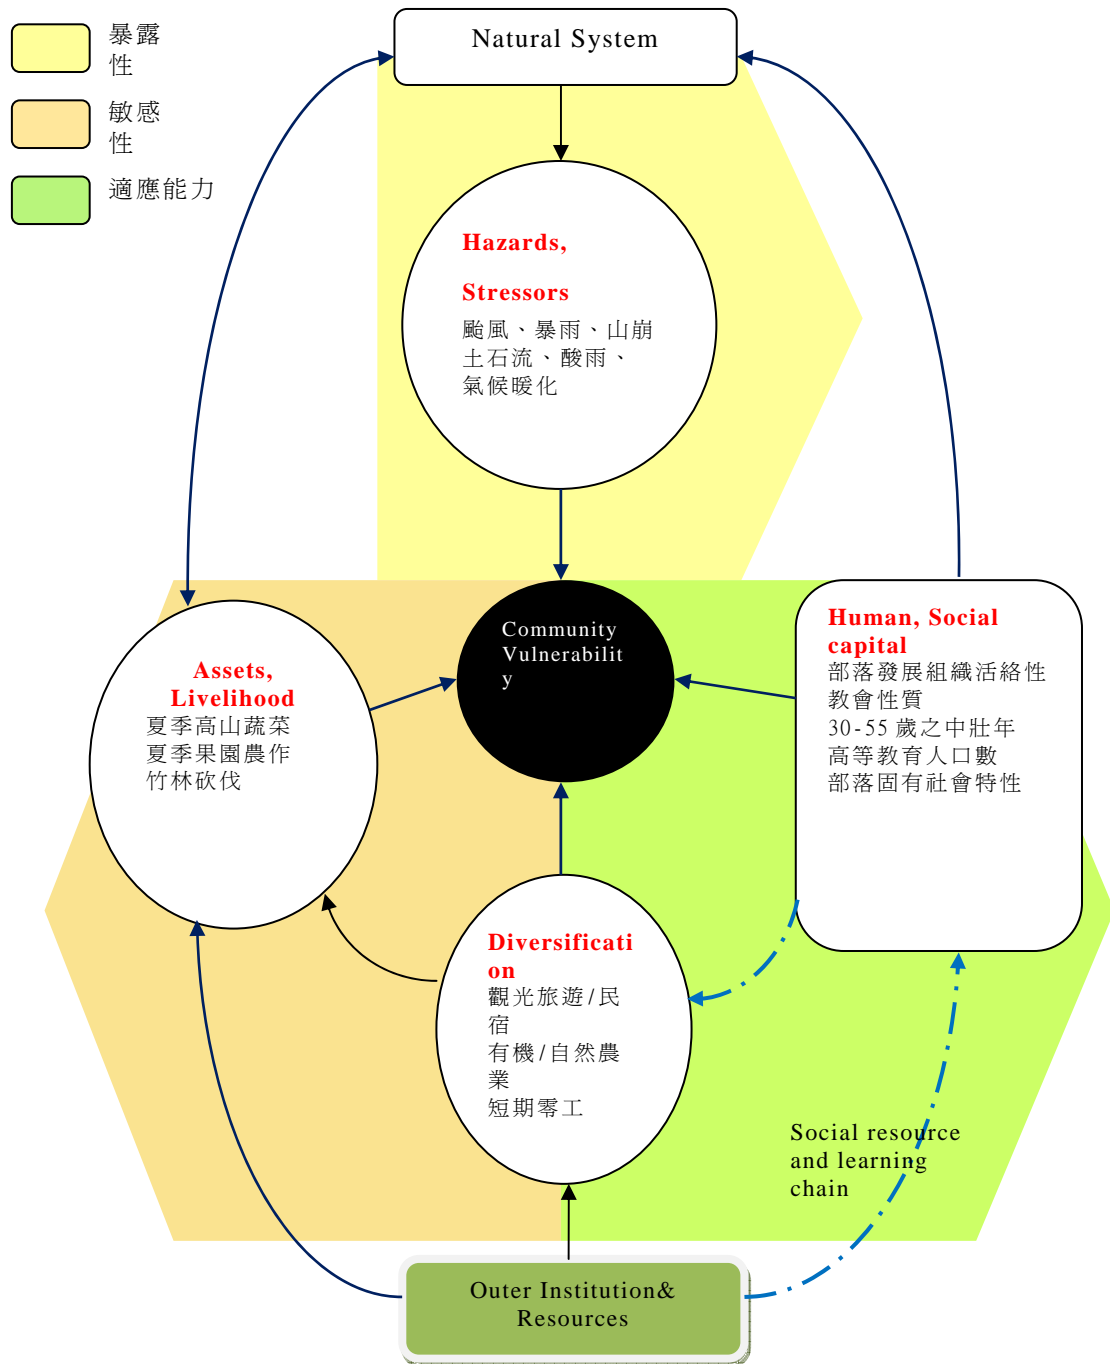 暴露
性
敏感
性
適應能力
Natural System
Hazards,
Stressors
颱風、暴雨、山崩
土石流、酸雨、
氣候暖化
Community
Vulnerabilit
y
Assets,
Livelihood
夏季高山蔬菜
夏季果園農作
竹林砍伐
Human, Social
capital
部落發展組織活絡性
教會性質
30-55 歲之中壯年
高等教育人口數
部落固有社會特性
Diversificati
on
觀光旅遊/民
宿
有機/自然農
業
短期零工
Social resource
and learning
chain
Outer Institution&
Resources